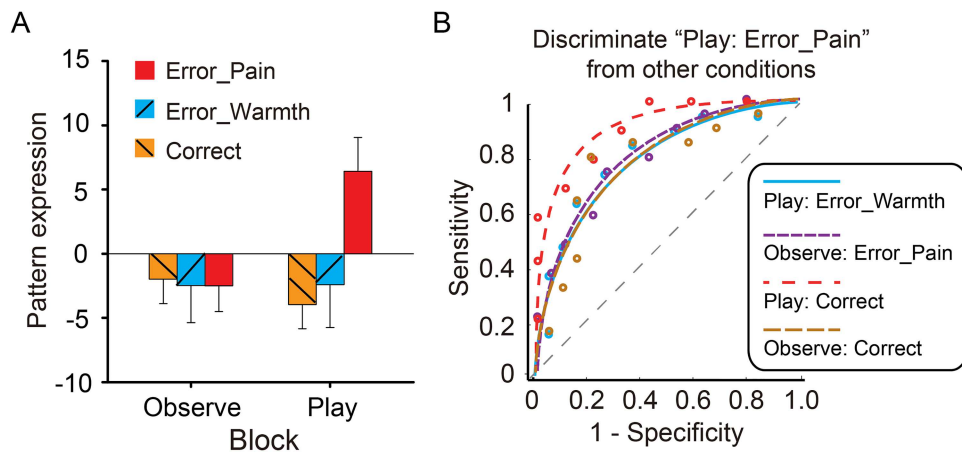 A
Error_Pain
Error_Warmth
Correct
Pattern expression
15
10
5
0
-5
-10
Observe
Play
Block
B
Discriminate “Play: Error_Pain”
from other conditions
Sensitivity
1
0.8
0.6
0.4
0.2
0
0
0.2
0.4
0.6
0.8
1.0
1 - Specificity
Play: Error_Warmth
Observe: Error_Pain
Play: Correct
Observe: Correct